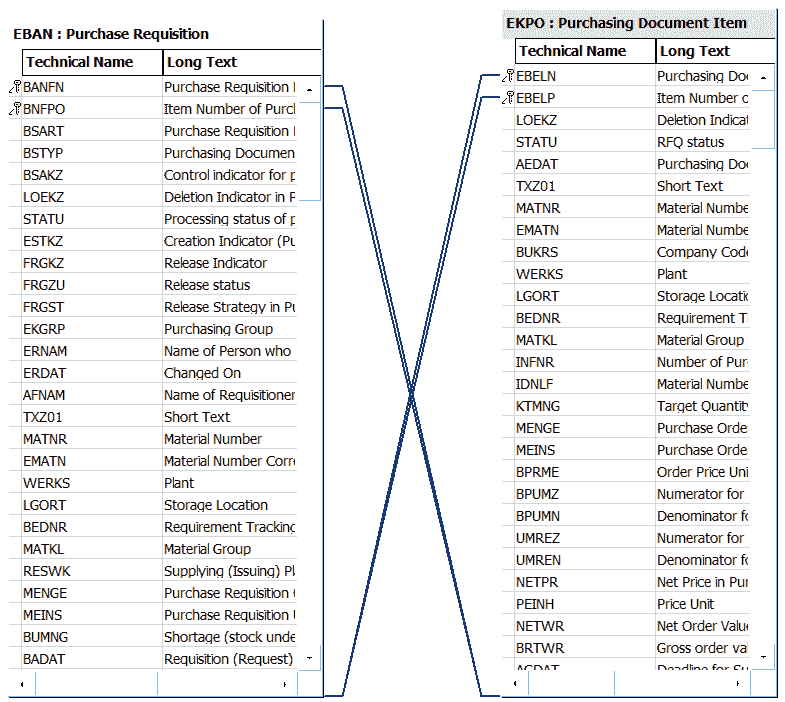 EBAN : Purchase Requisition
Technical Name Long Text
BANFN Purchase Requisition
BNFPO Item Number of Purcl
BSART Purchase Requisition
BSTYP Purchasing Documen
BSAKZ Control indicator for p
LOEKZ Deletion Indicator in P
STATU Processing status of p
ESTKZ Creation Indicator (Pu
FRGKZ Release Indicator
FRGZU Release status
FRGST Release Strategy in Pu
EKGRP Purchasing Group
ERNAM Name of Person who
ERDAT Changed On
AFNAM Name of Requisitioner
TXZ01 Short Text
MATNR Material Number
EMATN Material Number Corre
WERKS Plant
LGORT Storage Location
BEDNR Requirement Tracking
MATKL Material Group
RESWK Supplying (Issuing) Pl
MENGE Purchase Requisition
MEINS Purchase Requisition
BUMNG Shortage (stock unde
BADAT Requisition (Request)
EKPO : Purchasing Document Item
Technical Name Long Text
EBELN Purchasing Do
EBELP Item Number o
LOEKZ Deletion Indicat
STATU RFQ status
AEDAT Purchasing Do
TXZ01 Short Text
MATNR Material Numbe
EMATN Material Numbe
BUKRS Company Code
WERKS Plant
LGORT Storage Locatio
BEDNR Requirement T
MATKL Material Group
INFNR Number of Pur
IDNLF Material Numbe
KTMNG Target Quantity
MENGE Purchase Orde
MEINS Purchase Orde
BPRME Order Price Uni
BPUMZ Numerator for
BPUMN Denominator fo
UMREZ Numerator for
UMREN Denominator fo
NETPR Net Price in Pur
PEINH Price Unit
NETWR Net Order Value
BRTWR Gross order va
AGDAT Deadline for Su